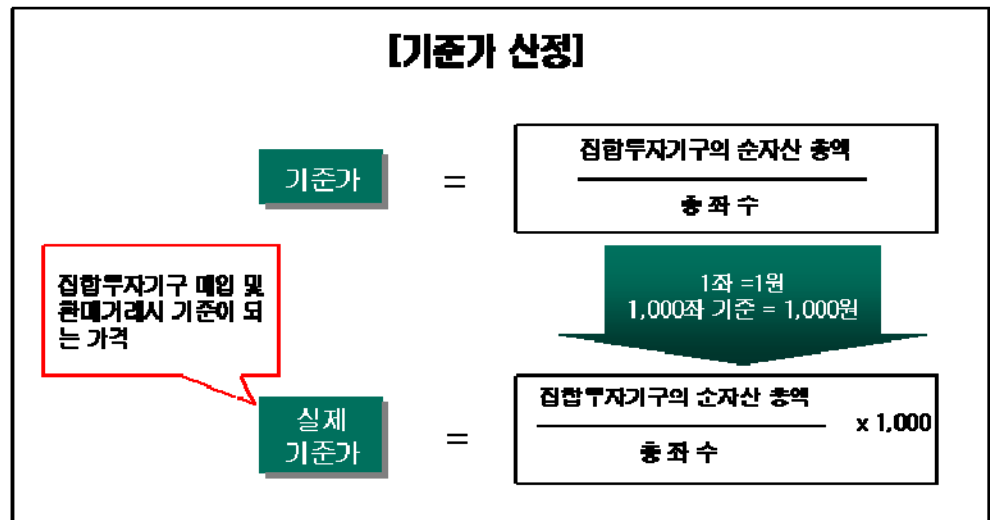 [기준가 산정]
기준가
=
집합투자기구의 순자산 총액
총 좌 수
집합투자기구 매입 및
판매거래시 기준이 되
는 가격
1좌 =1원
1,000좌 기준 = 1,000원
실제
기준가
=
집합투자기구의 순자산 총액
총 좌 수
x 1,000